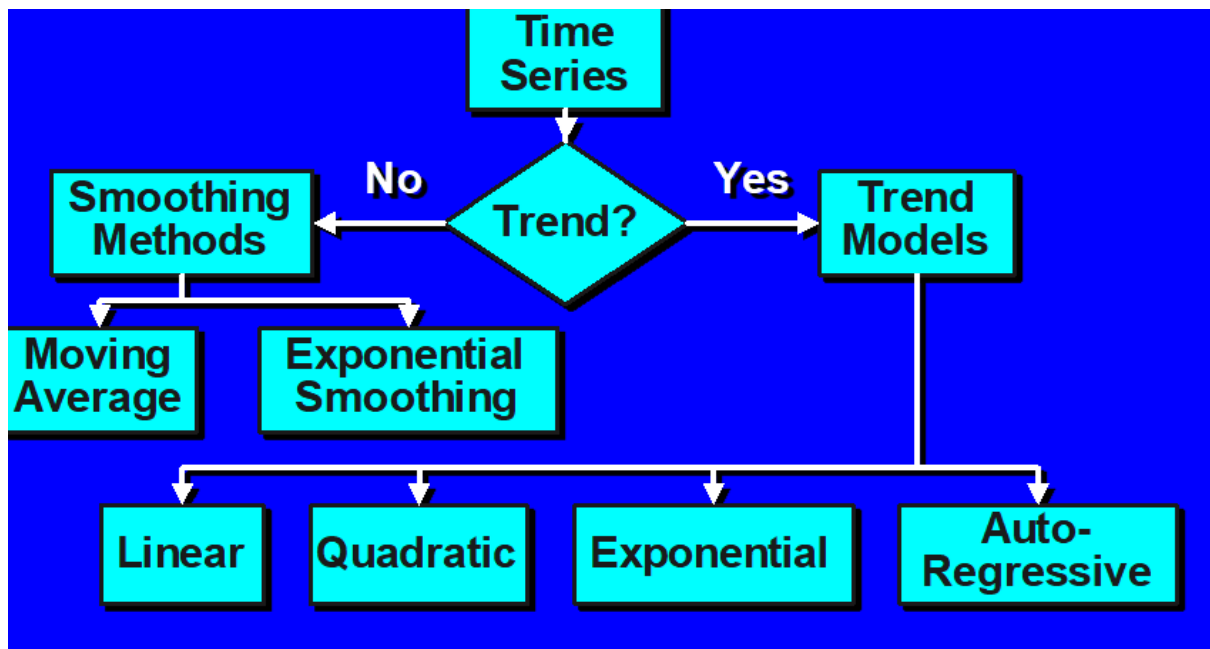 Time
Series
No
Yes
Smoothing
Methods
Trend?
Trend
Models
Moving
Average
Exponential
Smoothing
Linear
Quadratic
Exponential
Auto-
Regressive